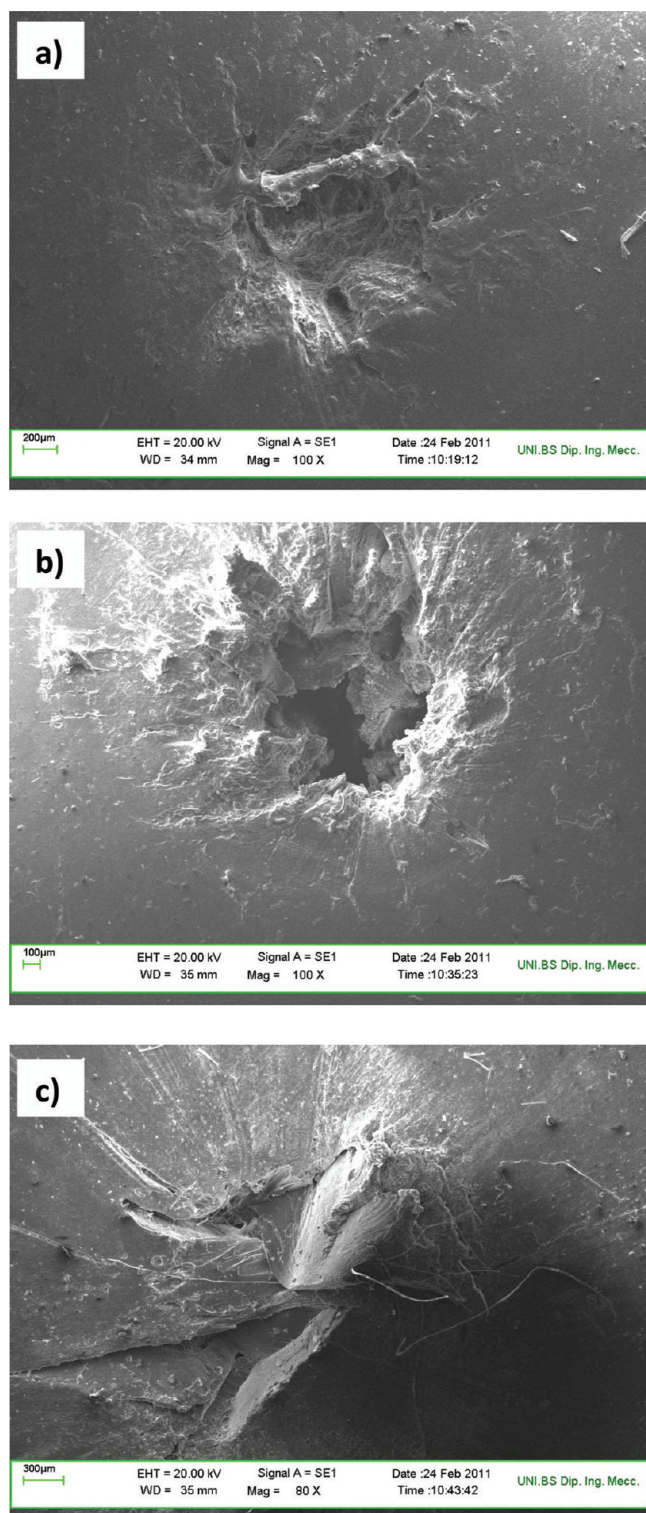 a)
200µm
EHT = 20.00 kV Signal A = SE1 Date :24 Feb 2011 UNI.BS Dip. Ing. Mecc.
WD = 34 mm Mag = 100 X Time :10:19:12
b)
100µm
EHT = 20.00 kV Signal A = SE1 Date :24 Feb 2011 UNI.BS Dip. Ing. Mecc.
WD = 35 mm Mag = 100 X Time :10:35:23
c)
300µm
EHT = 20.00 kV Signal A = SE1 Date :24 Feb 2011 UNI.BS Dip. Ing. Mecc.
WD = 35 mm Mag = 80 X Time :10:43:42